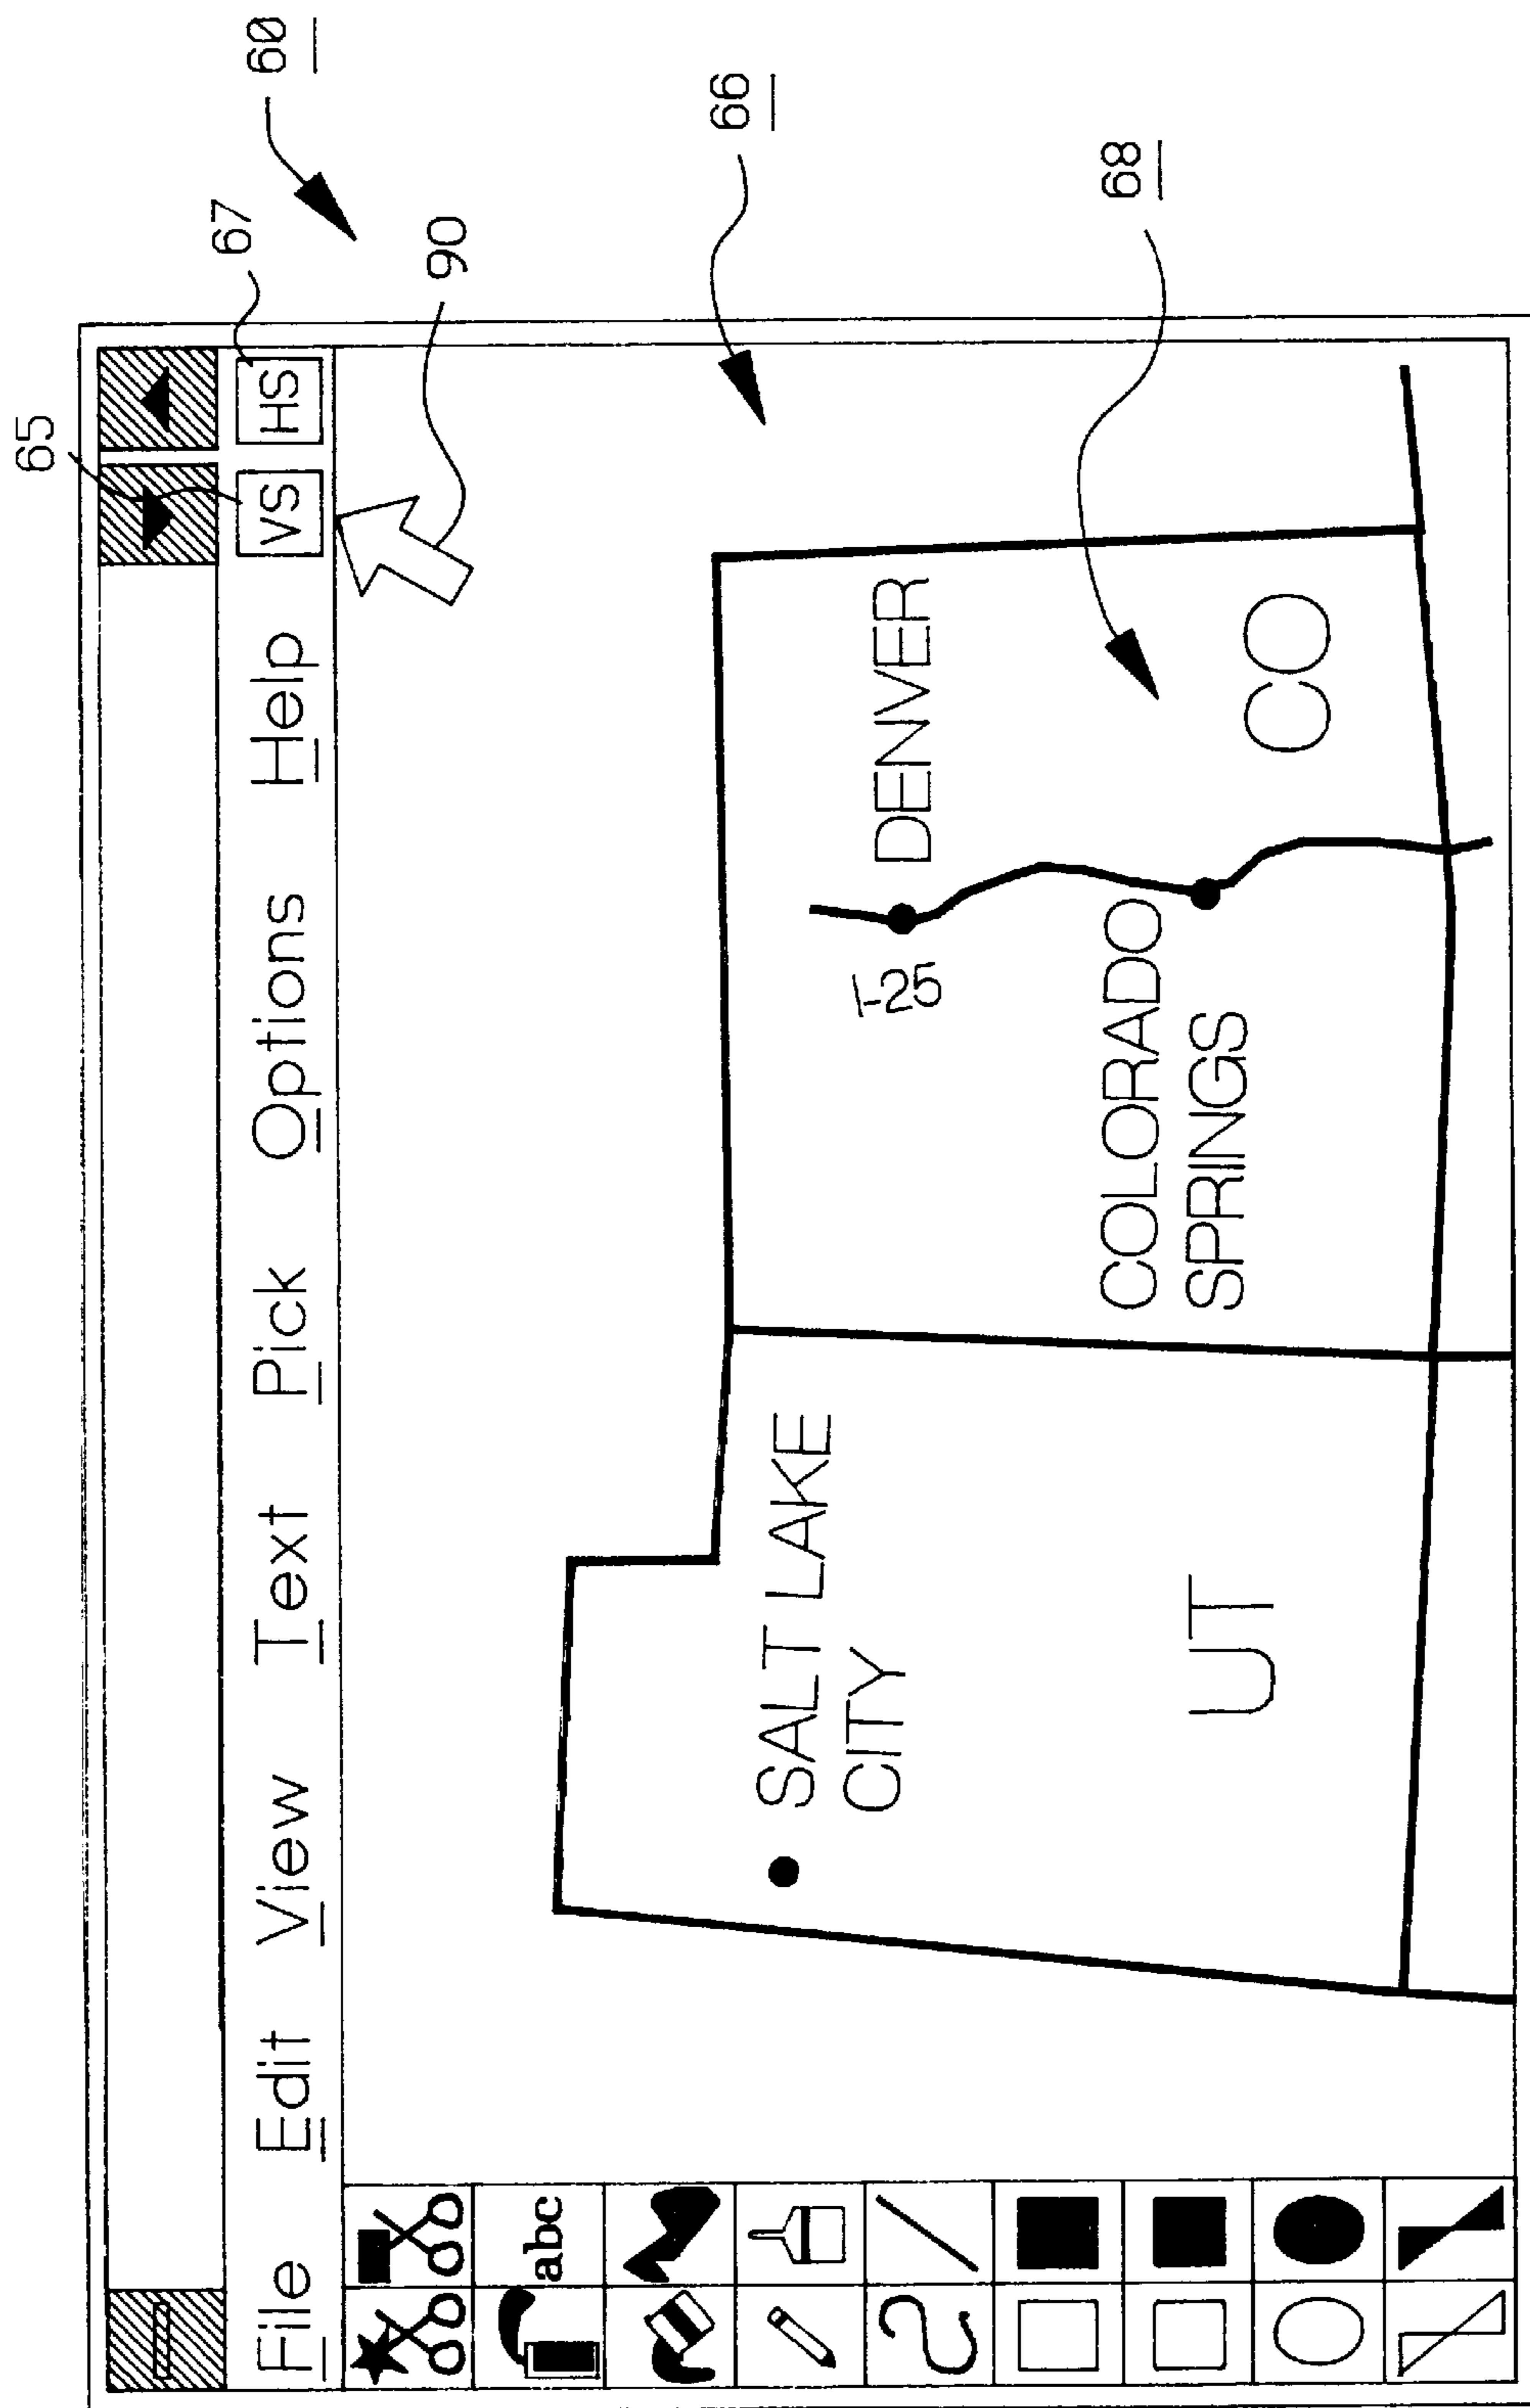 65
67
60
VS HS
File Edit View Text Pick Options Help
90
abc
66
SALT LAKE
CITY
I-25
DENVER
68
COLORADO
SPRINGS
UT
CO